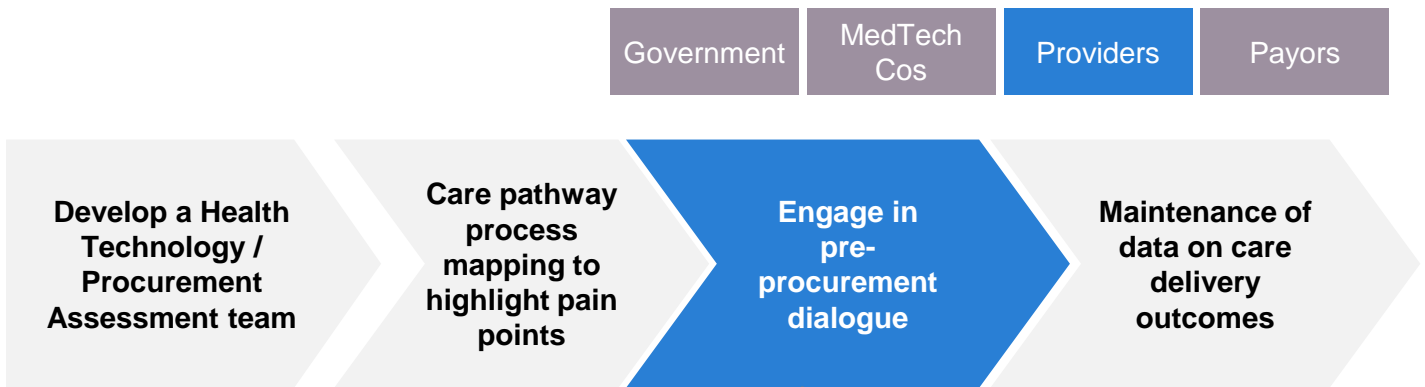 Government
MedTech
Cos
Providers
Payors
Develop a Health
Technology /
Procurement
Assessment team
Care pathway
process
mapping to
highlight pain
points
Engage in
pre-
procurement
dialogue
Maintenance of
data on care
delivery
outcomes